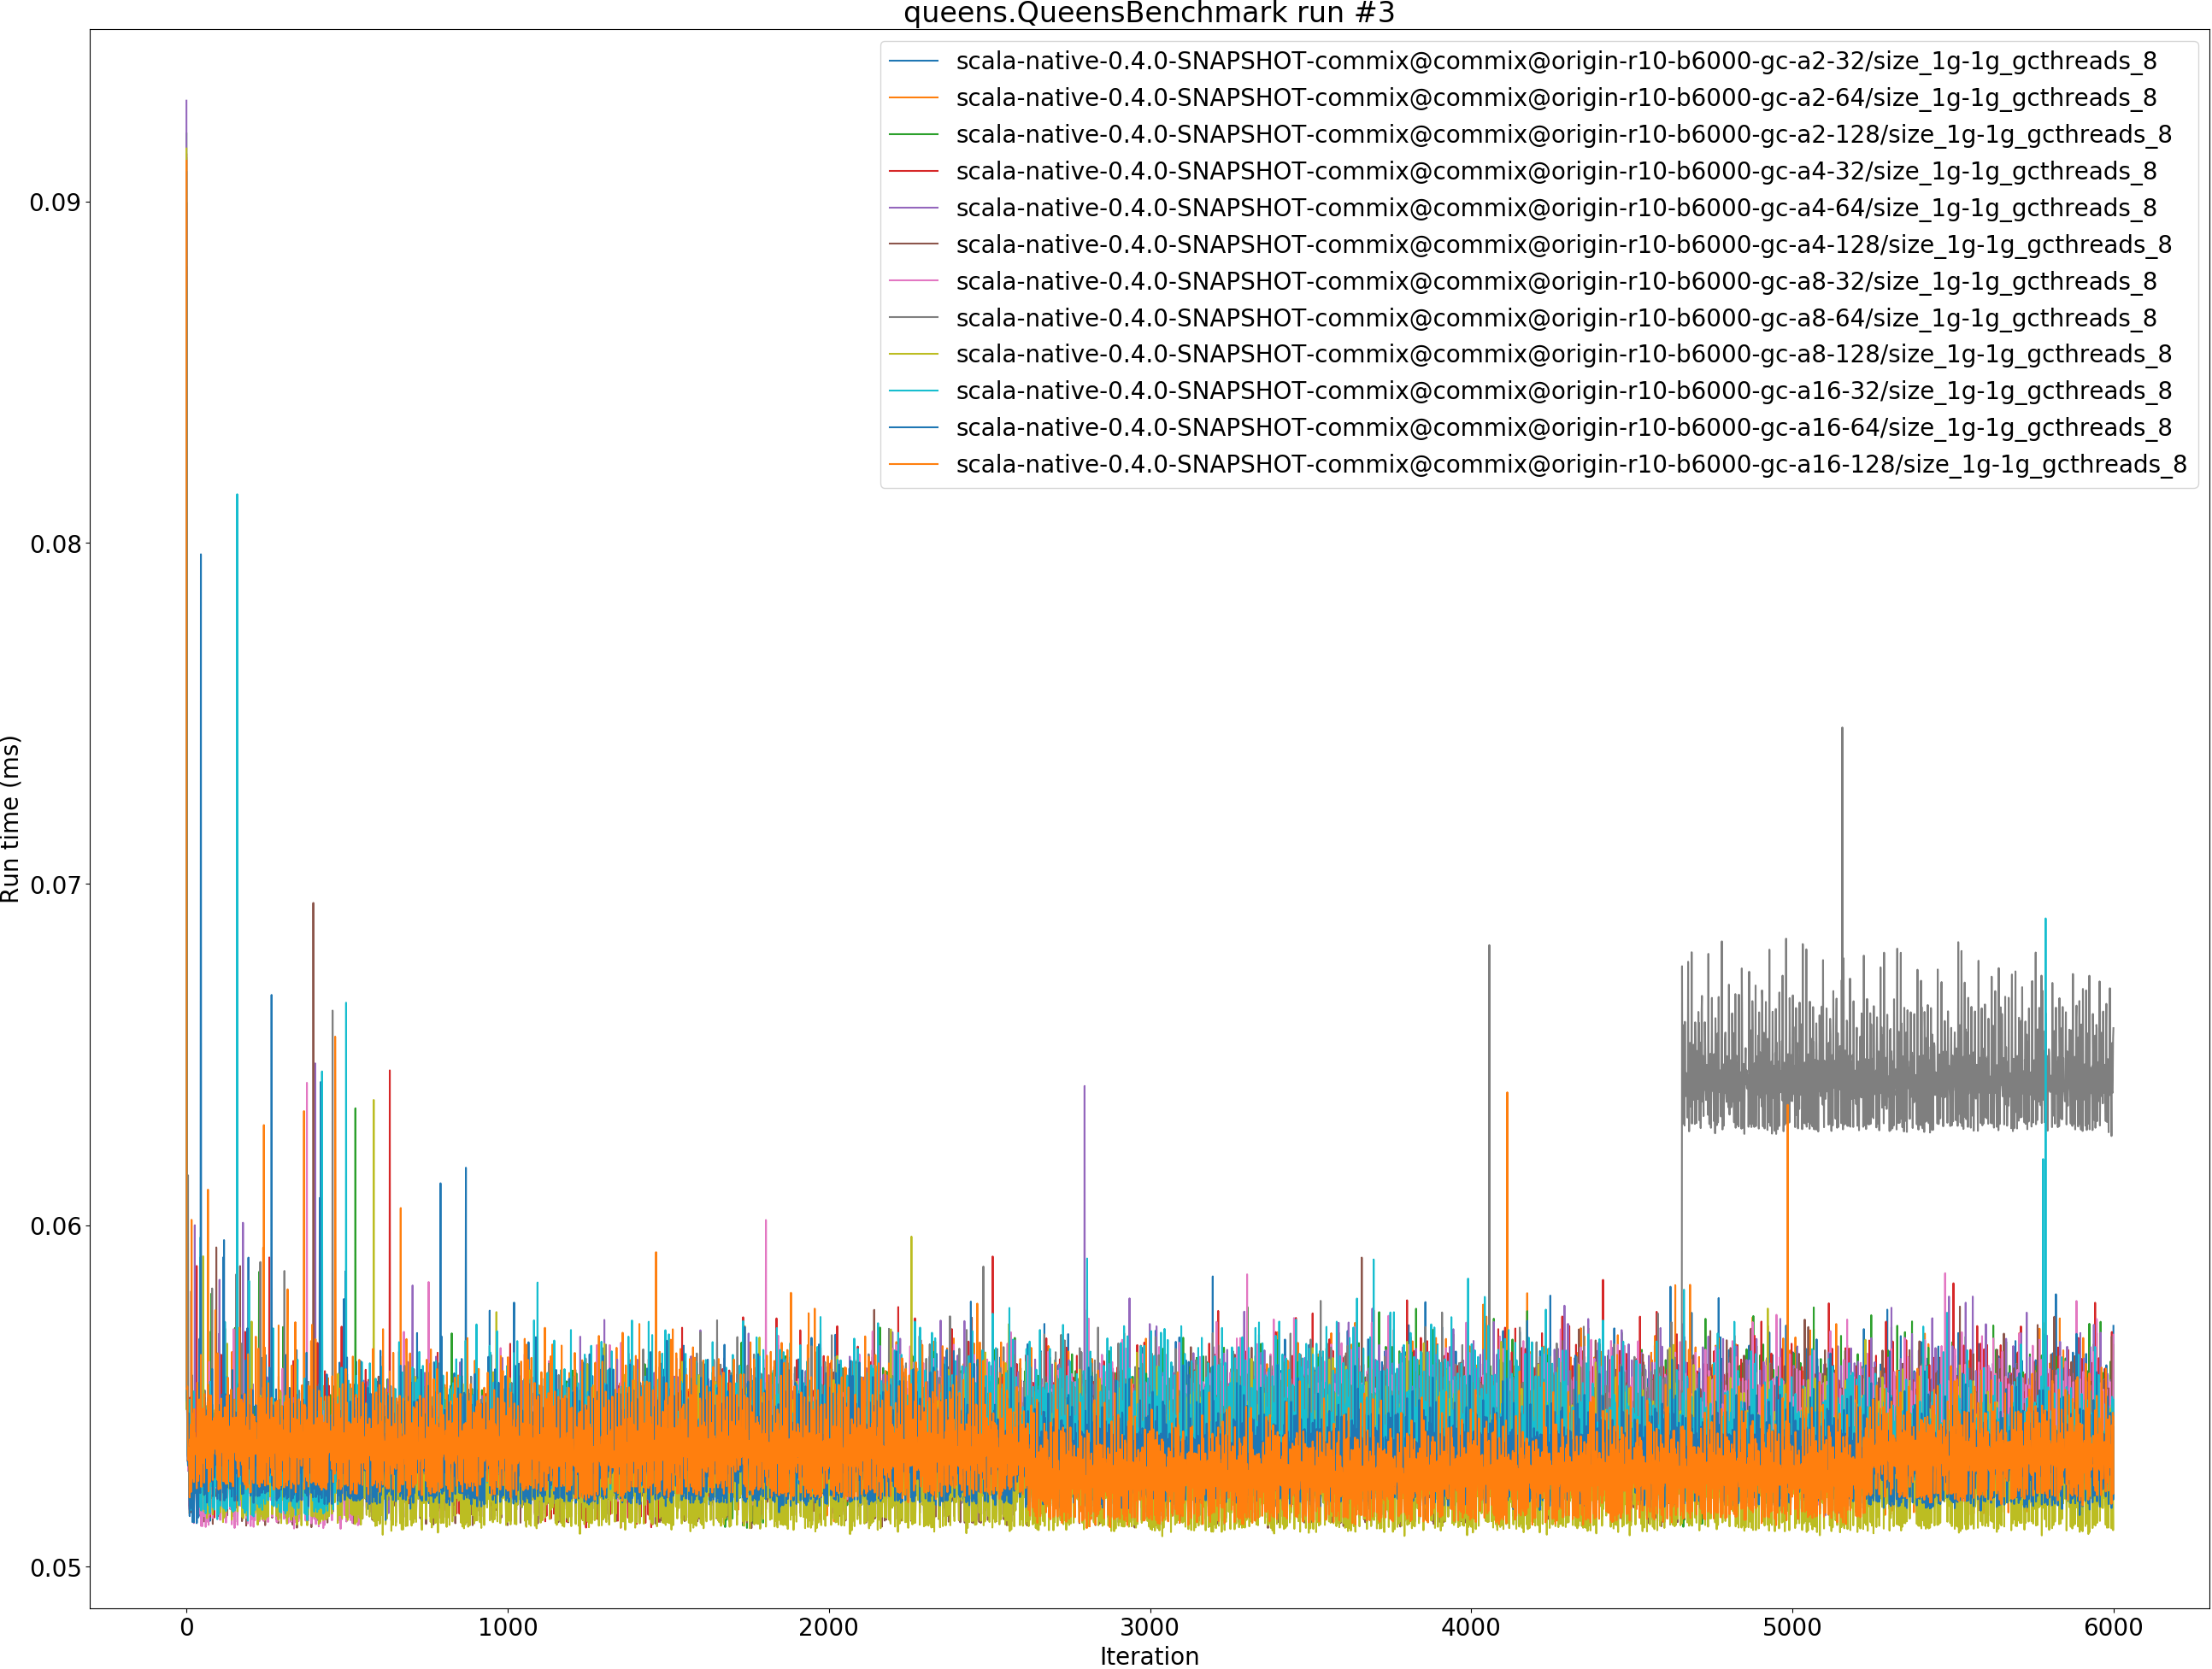 queens.QueensBenchmark run #3
scala-native-0.4.0-SNAPSHOT-commix@commix@origin-r10-b6000-gc-a2-32/size_1g-1g_gcthreads_8
scala-native-0.4.0-SNAPSHOT-commix@commix@origin-r10-b6000-gc-a2-64/size_1g-1g_gcthreads_8
scala-native-0.4.0-SNAPSHOT-commix@commix@origin-r10-b6000-gc-a2-128/size_1g-1g_gcthreads_8
scala-native-0.4.0-SNAPSHOT-commix@commix@origin-r10-b6000-gc-a4-32/size_1g-1g_gcthreads_8
scala-native-0.4.0-SNAPSHOT-commix@commix@origin-r10-b6000-gc-a4-64/size_1g-1g_gcthreads_8
scala-native-0.4.0-SNAPSHOT-commix@commix@origin-r10-b6000-gc-a4-128/size_1g-1g_gcthreads_8
scala-native-0.4.0-SNAPSHOT-commix@commix@origin-r10-b6000-gc-a8-32/size_1g-1g_gcthreads_8
scala-native-0.4.0-SNAPSHOT-commix@commix@origin-r10-b6000-gc-a8-64/size_1g-1g_gcthreads_8
scala-native-0.4.0-SNAPSHOT-commix@commix@origin-r10-b6000-gc-a8-128/size_1g-1g_gcthreads_8
scala-native-0.4.0-SNAPSHOT-commix@commix@origin-r10-b6000-gc-a16-32/size_1g-1g_gcthreads_8
scala-native-0.4.0-SNAPSHOT-commix@commix@origin-r10-b6000-gc-a16-64/size_1g-1g_gcthreads_8
scala-native-0.4.0-SNAPSHOT-commix@commix@origin-r10-b6000-gc-a16-128/size_1g-1g_gcthreads_8
0.09
0.08
0.07
0.06
0.05
Run time (ms)
0 1000 2000 3000 4000 5000 6000
Iteration